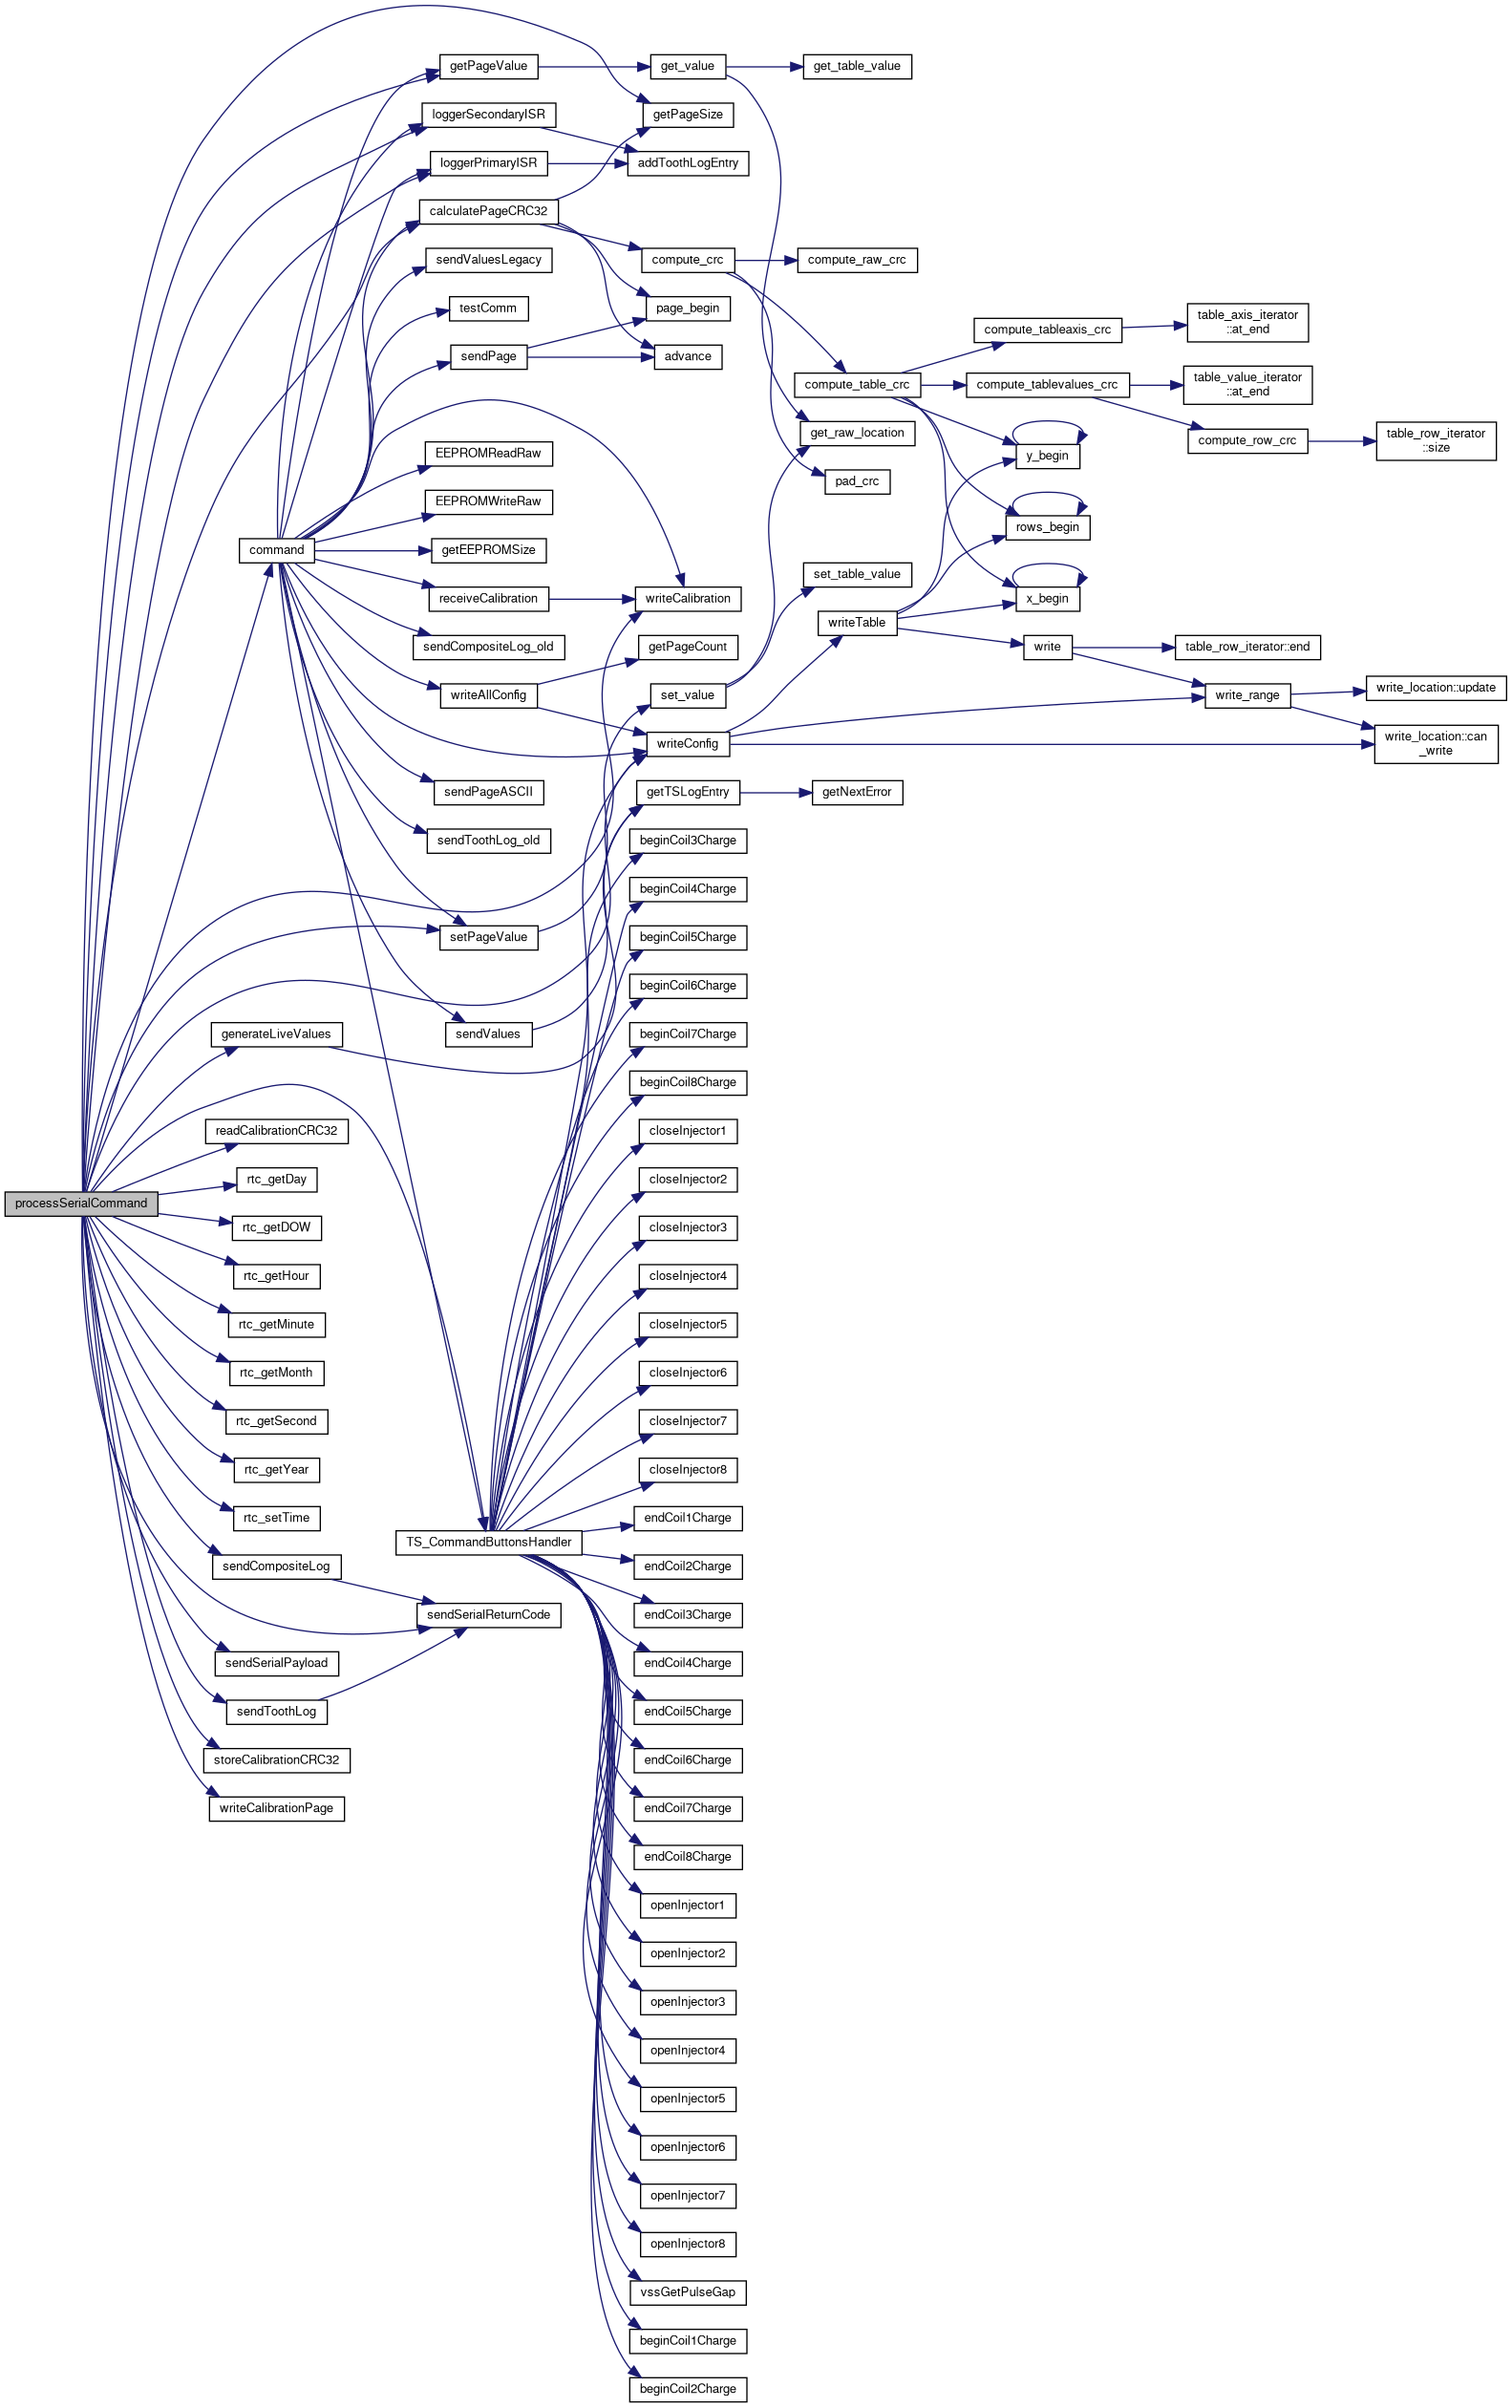 getPageValue
get_value
get_table_value
loggerSecondaryISR
getPageSize
loggerPrimaryISR
addToothLogEntry
calculatePageCRC32
sendValuesLegacy
compute_crc
compute_raw_crc
testComm
page_begin
table_axis_iterator
::at_end
compute_tableaxis_crc
sendPage
advance
compute_table_crc
compute_tablevalues_crc
table_value_iterator
::at_end
get_raw_location
compute_row_crc
table_row_iterator
::size
y_begin
EEPROMReadRaw
pad_crc
EEPROMWriteRaw
rows_begin
command
getEEPROMSize
set_table_value
receiveCalibration
writeCalibration
x_begin
writeTable
sendCompositeLog_old
getPageCount
write
table_row_iterator::end
writeAllConfig
set_value
write_range
write_location::update
writeConfig
write_location::can
_write
sendPageASCII
getTSLogEntry
getNextError
sendToothLog_old
beginCoil3Charge
beginCoil4Charge
setPageValue
beginCoil5Charge
beginCoil6Charge
generateLiveValues
sendValues
beginCoil7Charge
beginCoil8Charge
readCalibrationCRC32
closeInjector1
rtc_getDay
closeInjector2
processSerialCommand
rtc_getDOW
closeInjector3
rtc_getHour
closeInjector4
rtc_getMinute
closeInjector5
rtc_getMonth
closeInjector6
rtc_getSecond
closeInjector7
rtc_getYear
closeInjector8
rtc_setTime
endCoil1Charge
TS_CommandButtonsHandler
sendCompositeLog
endCoil2Charge
sendSerialReturnCode
endCoil3Charge
sendSerialPayload
endCoil4Charge
sendToothLog
endCoil5Charge
storeCalibrationCRC32
endCoil6Charge
writeCalibrationPage
endCoil7Charge
endCoil8Charge
openInjector1
openInjector2
openInjector3
openInjector4
openInjector5
openInjector6
openInjector7
openInjector8
vssGetPulseGap
beginCoil1Charge
beginCoil2Charge